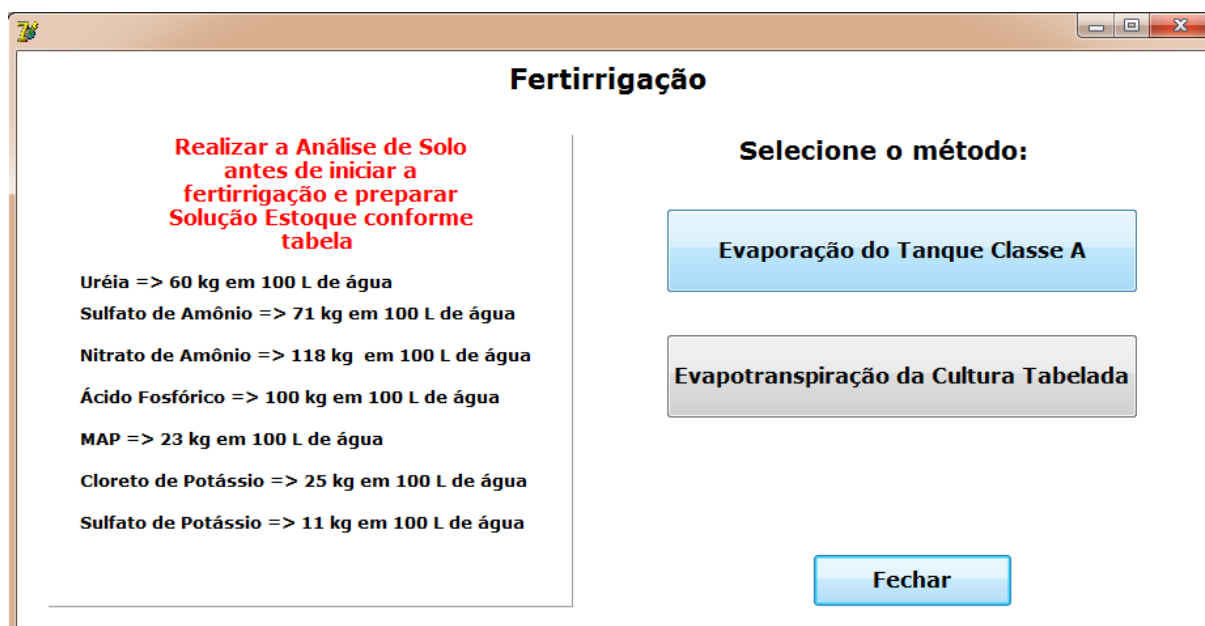 Fertirrigação
Realizar a Análise de Solo
antes de iniciar a
fertirrigação e preparar
Solução Estoque conforme
tabela
Uréia => 60 kg em 100 L de água
Sulfato de Amônio => 71 kg em 100 L de água
Nitrato de Amônio => 118 kg  em 100 L de água
Ácido Fosfórico => 100 kg em 100 L de água
MAP => 23 kg em 100 L de água
Cloreto de Potássio => 25 kg em 100 L de água
Sulfato de Potássio => 11 kg em 100 L de água
Selecione o método:
Evaporação do Tanque Classe A
Evapotranspiração da Cultura Tabelada
Fechar